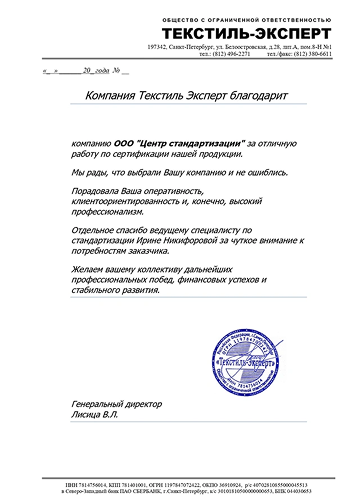 ОБЩЕСТВО С ОГРАНИЧЕННОЙ ОТВЕТСТВЕННОСТЬЮ
ТЕКСТИЛЬ-ЭКСПЕРТ
197342, Санкт-Петербург, ул. Белоостровская, д.28, лит.А, пом.8-Н №1
тел.: (812) 496-2271 тел./факс: (812) 380-6611
«__ »_______20_года № __
Компания Текстиль Эксперт благодарит
компанию ООО "Центр стандартизации" за отличную
работу по сертификации нашей продукции.
Мы рады, что выбрали Вашу компанию и не ошиблись.
Порадовала Ваша оперативность,
клиентоориентированность и, конечно, высокий
профессионализм.
Отдельное спасибо ведущему специалисту по
стандартизации Ирине Никифоровой за чуткое внимание к
потребностям заказчика.
Желаем вашему коллективу дальнейших
профессиональных побед, финансовых успехов и
стабильного развития.
«Текстиль-Эксперт»
Генеральный директор
Лисица В.Л.
ИНН 7814756014, КПП 781401001, ОГРН 1197847072422, ОКПО 36910924, р/с 40702810855000045513
в Северо-Западный банк ПАО СБЕРБАНК, г.Санкт-Петербург, к/с 30101810500000000653, БИК 044030653